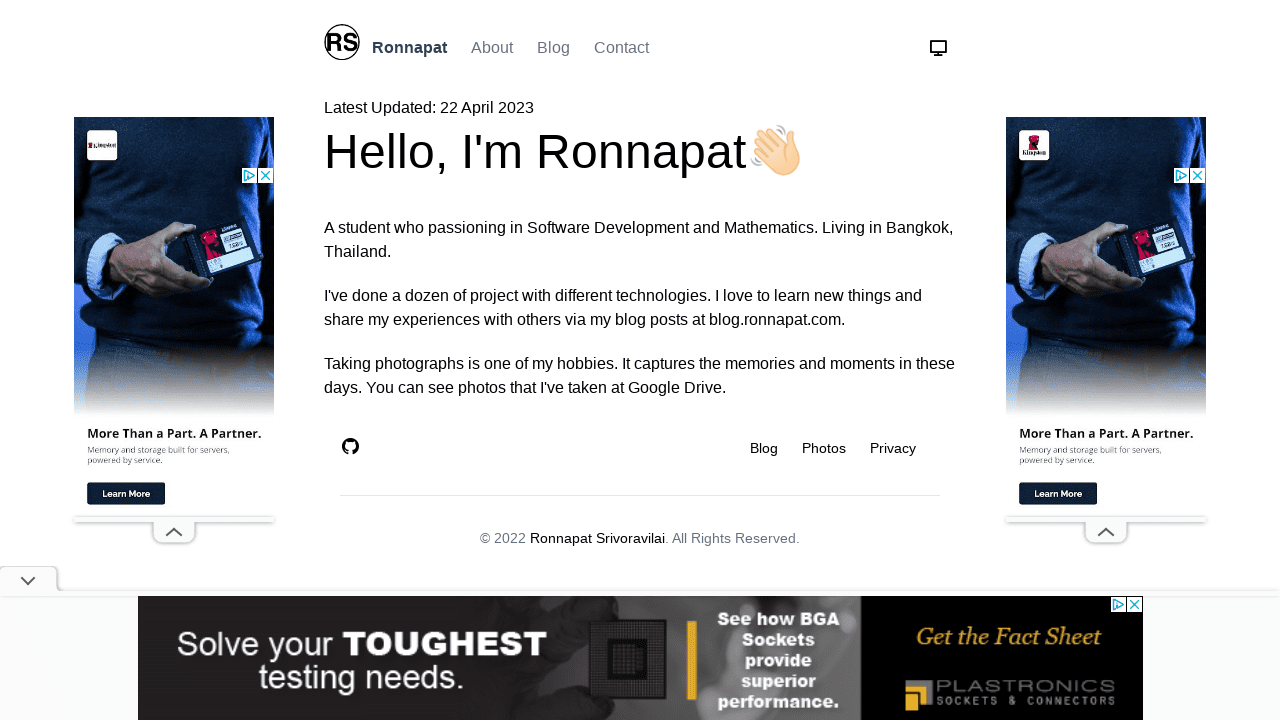 RS Ronnapat About Blog Contact
Latest Updated: 22 April 2023
Hello, I'm Ronnapat👋🏻
A student who passioning in Software Development and Mathematics. Living in Bangkok,
Thailand.
I've done a dozen of project with different technologies. I love to learn new things and
share my experiences with others via my blog posts at blog.ronnapat.com.
Taking photographs is one of my hobbies. It captures the memories and moments in these
days. You can see photos that I've taken at Google Drive.
Blog Photos Privacy
© 2022 Ronnapat Srivoravilai. All Rights Reserved.
Kingston
More Than a Part. A Partner.
Memory and storage built for servers,
powered by service.
Learn More
Kingston
More Than a Part. A Partner.
Memory and storage built for servers,
powered by service.
Learn More
Solve your TOUGHEST
testing needs.
See how BGA
Sockets
provide
superior
performance.
Get the Fact Sheet
PLASTRONICS
SOCKETS & CONNECTORS